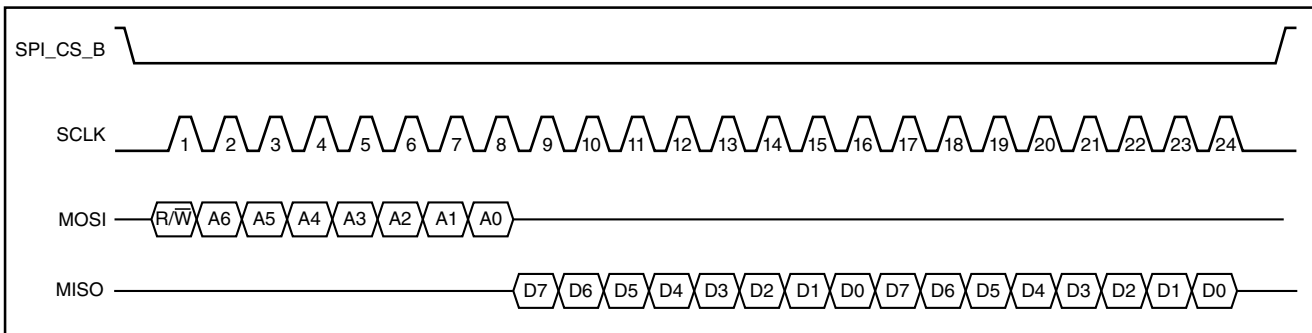 SPI_CS_B
SCLK 1 2 3 4 5 6 7 8 9 10 11 12 13 14 15 16 17 18 19 20 21 22 23 24
MOSI R/W̅ A6 A5 A4 A3 A2 A1 A0
MISO D7 D6 D5 D4 D3 D2 D1 D0 D7 D6 D5 D4 D3 D2 D1 D0